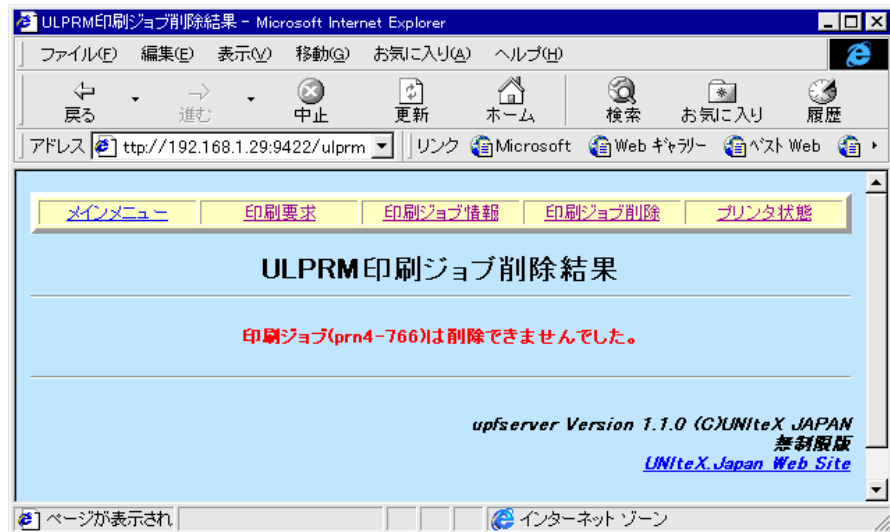 ULPRM印刷ジョブ削除結果 - Microsoft Internet Explorer
ファイル(F) 編集(E) 表示(V) 移動(G) お気に入り(A) ヘルプ(H)
戻る 進む 中止 更新 ホーム 検索 お気に入り 履歴
アドレス ttp://192.168.1.29:9422/ulprm リンク Microsoft Web ギャラリー ベスト Web
メインメニュー 印刷要求 印刷ジョブ情報 印刷ジョブ削除 プリンタ状態
ULPRM印刷ジョブ削除結果
印刷ジョブ(prn4-766)は削除できませんでした。
upfserver Version 1.1.0 (C)UNIteX JAPAN
無制限版
UNIteX.Japan Web Site
ページが表示され インターネット ゾーン